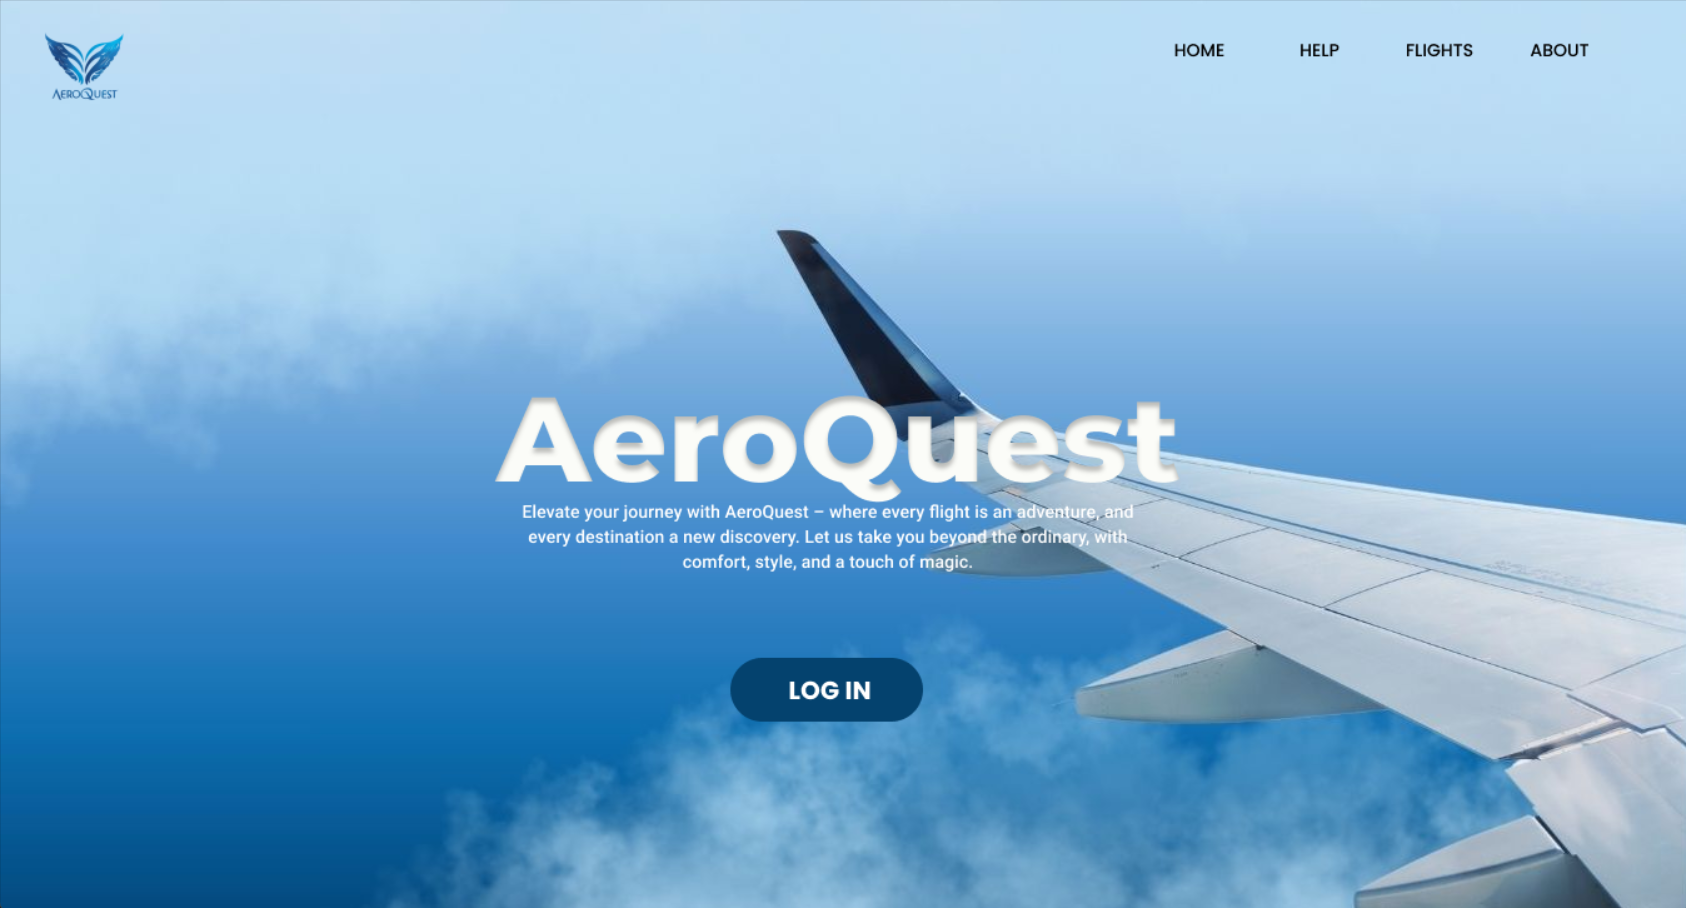 AEROQUEST
HOME
HELP
FLIGHTS
ABOUT
AeroQuest
Elevate your journey with AeroQuest – where every flight is an adventure, and
every destination a new discovery. Let us take you beyond the ordinary, with
comfort, style, and a touch of magic.
LOG IN